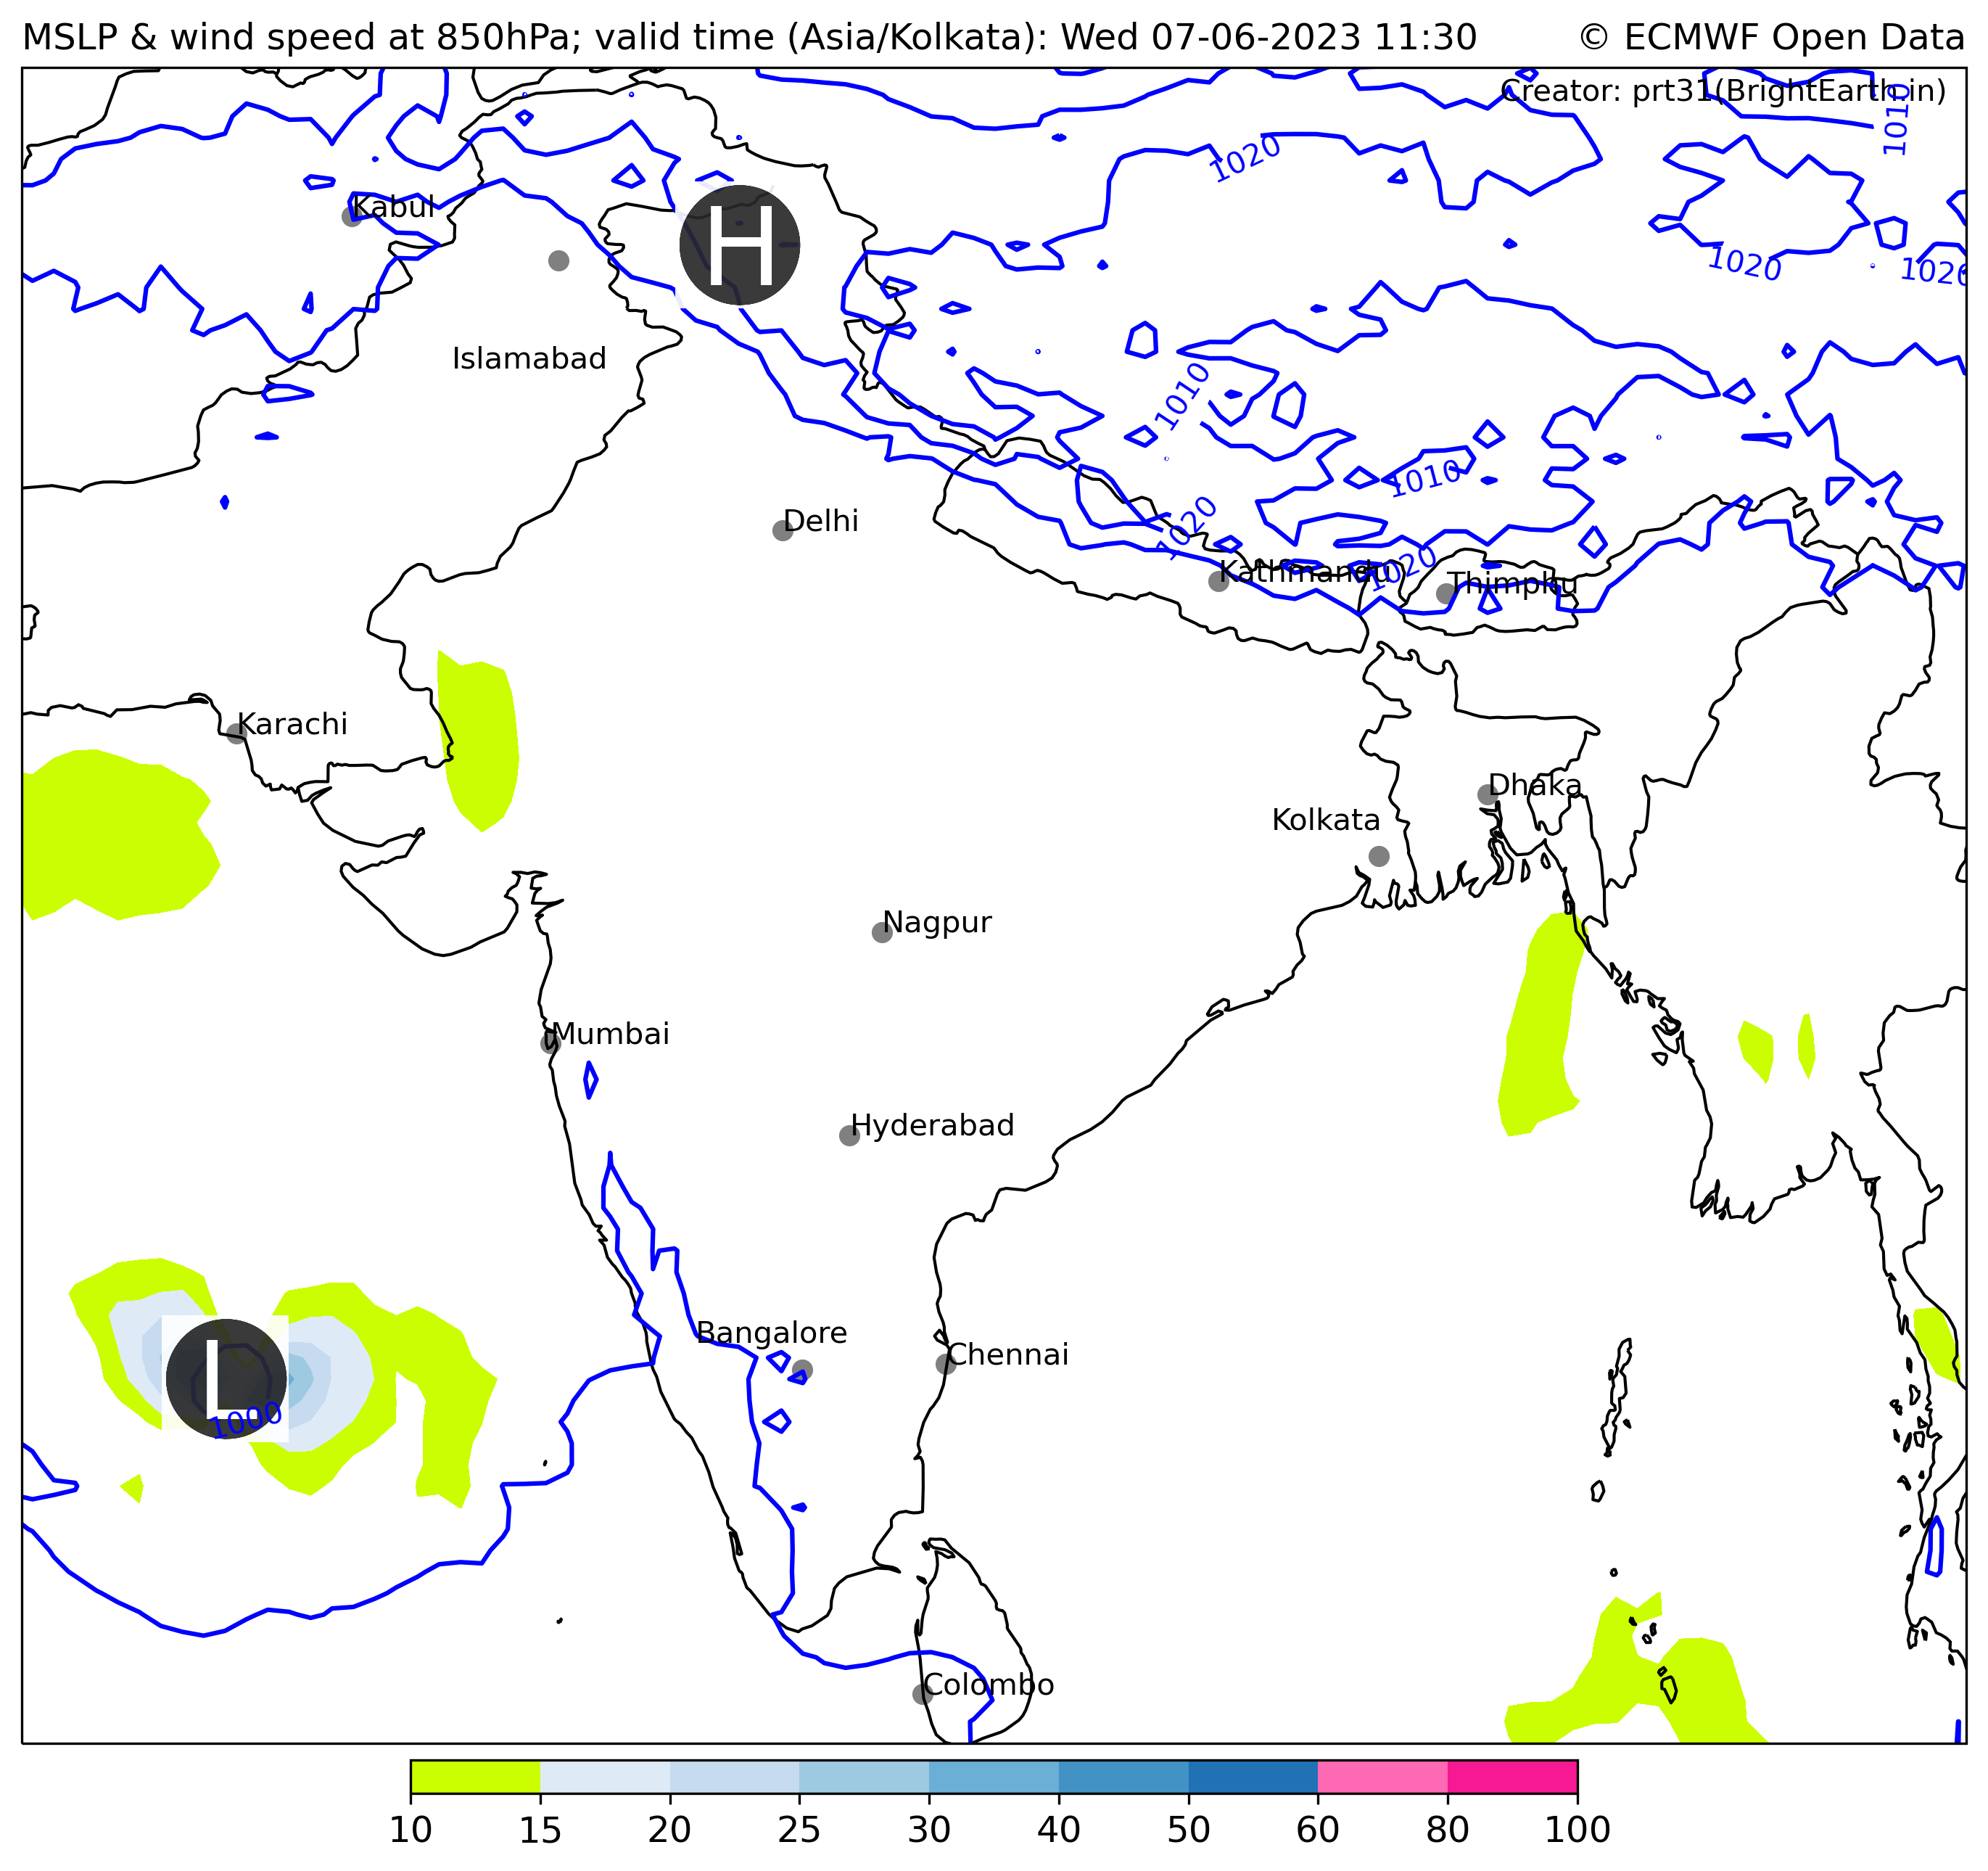 MSLP & wind speed at 850hPa; valid time (Asia/Kolkata): Wed 07-06-2023 11:30
© ECMWF Open Data
Creator: prt31(BrightEarth.in)
1010
1020
Kabul
H
1020
1020
Islamabad
1010
1010
Delhi
1020
Kathmandu
1020
Thimphu
Karachi
Dhaka
Kolkata
Nagpur
Mumbai
Hyderabad
Bangalore
Chennai
L
1000
Colombo
10 15 20 25 30 40 50 60 80 100